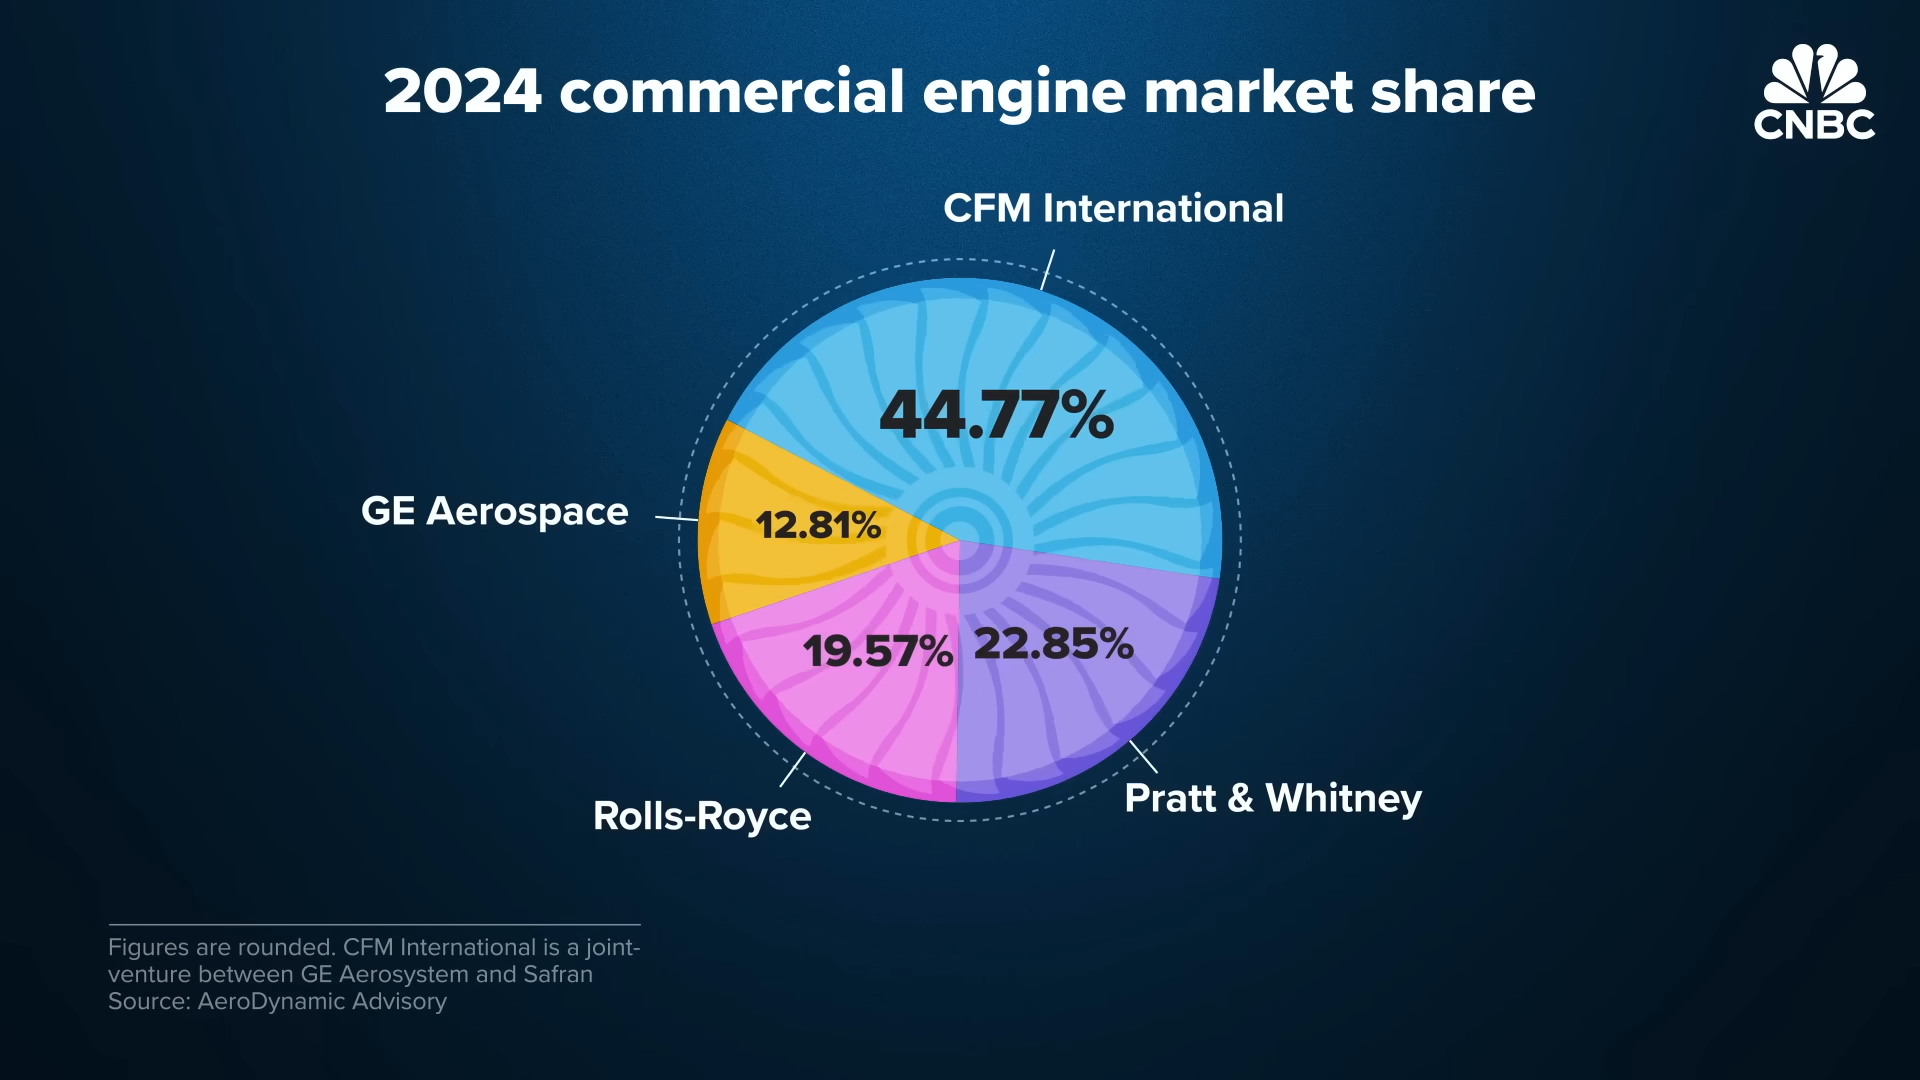 2024 commercial engine market share
CNBC
CFM International
44.77%
GE Aerospace
12.81%
19.57%
22.85%
Rolls-Royce
Pratt & Whitney
Figures are rounded. CFM International is a joint-
venture between GE Aerosystem and Safran
Source: AeroDynamic Advisory